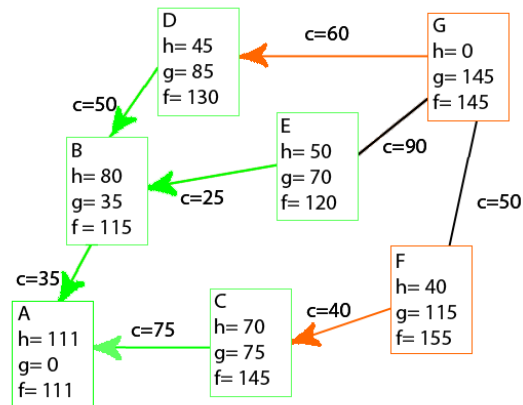 D
h= 45
g= 85
f= 130
c=60
G
h= 0
g= 145
f= 145
c=50
E
h= 50
g= 70
f= 120
c=90
B
h= 80
g= 35
f = 115
c=25
c=50
F
h= 40
g= 115
f= 155
c=35
A
h= 111
g= 0
f= 111
c=75
C
h= 70
g= 75
f= 145
c=40